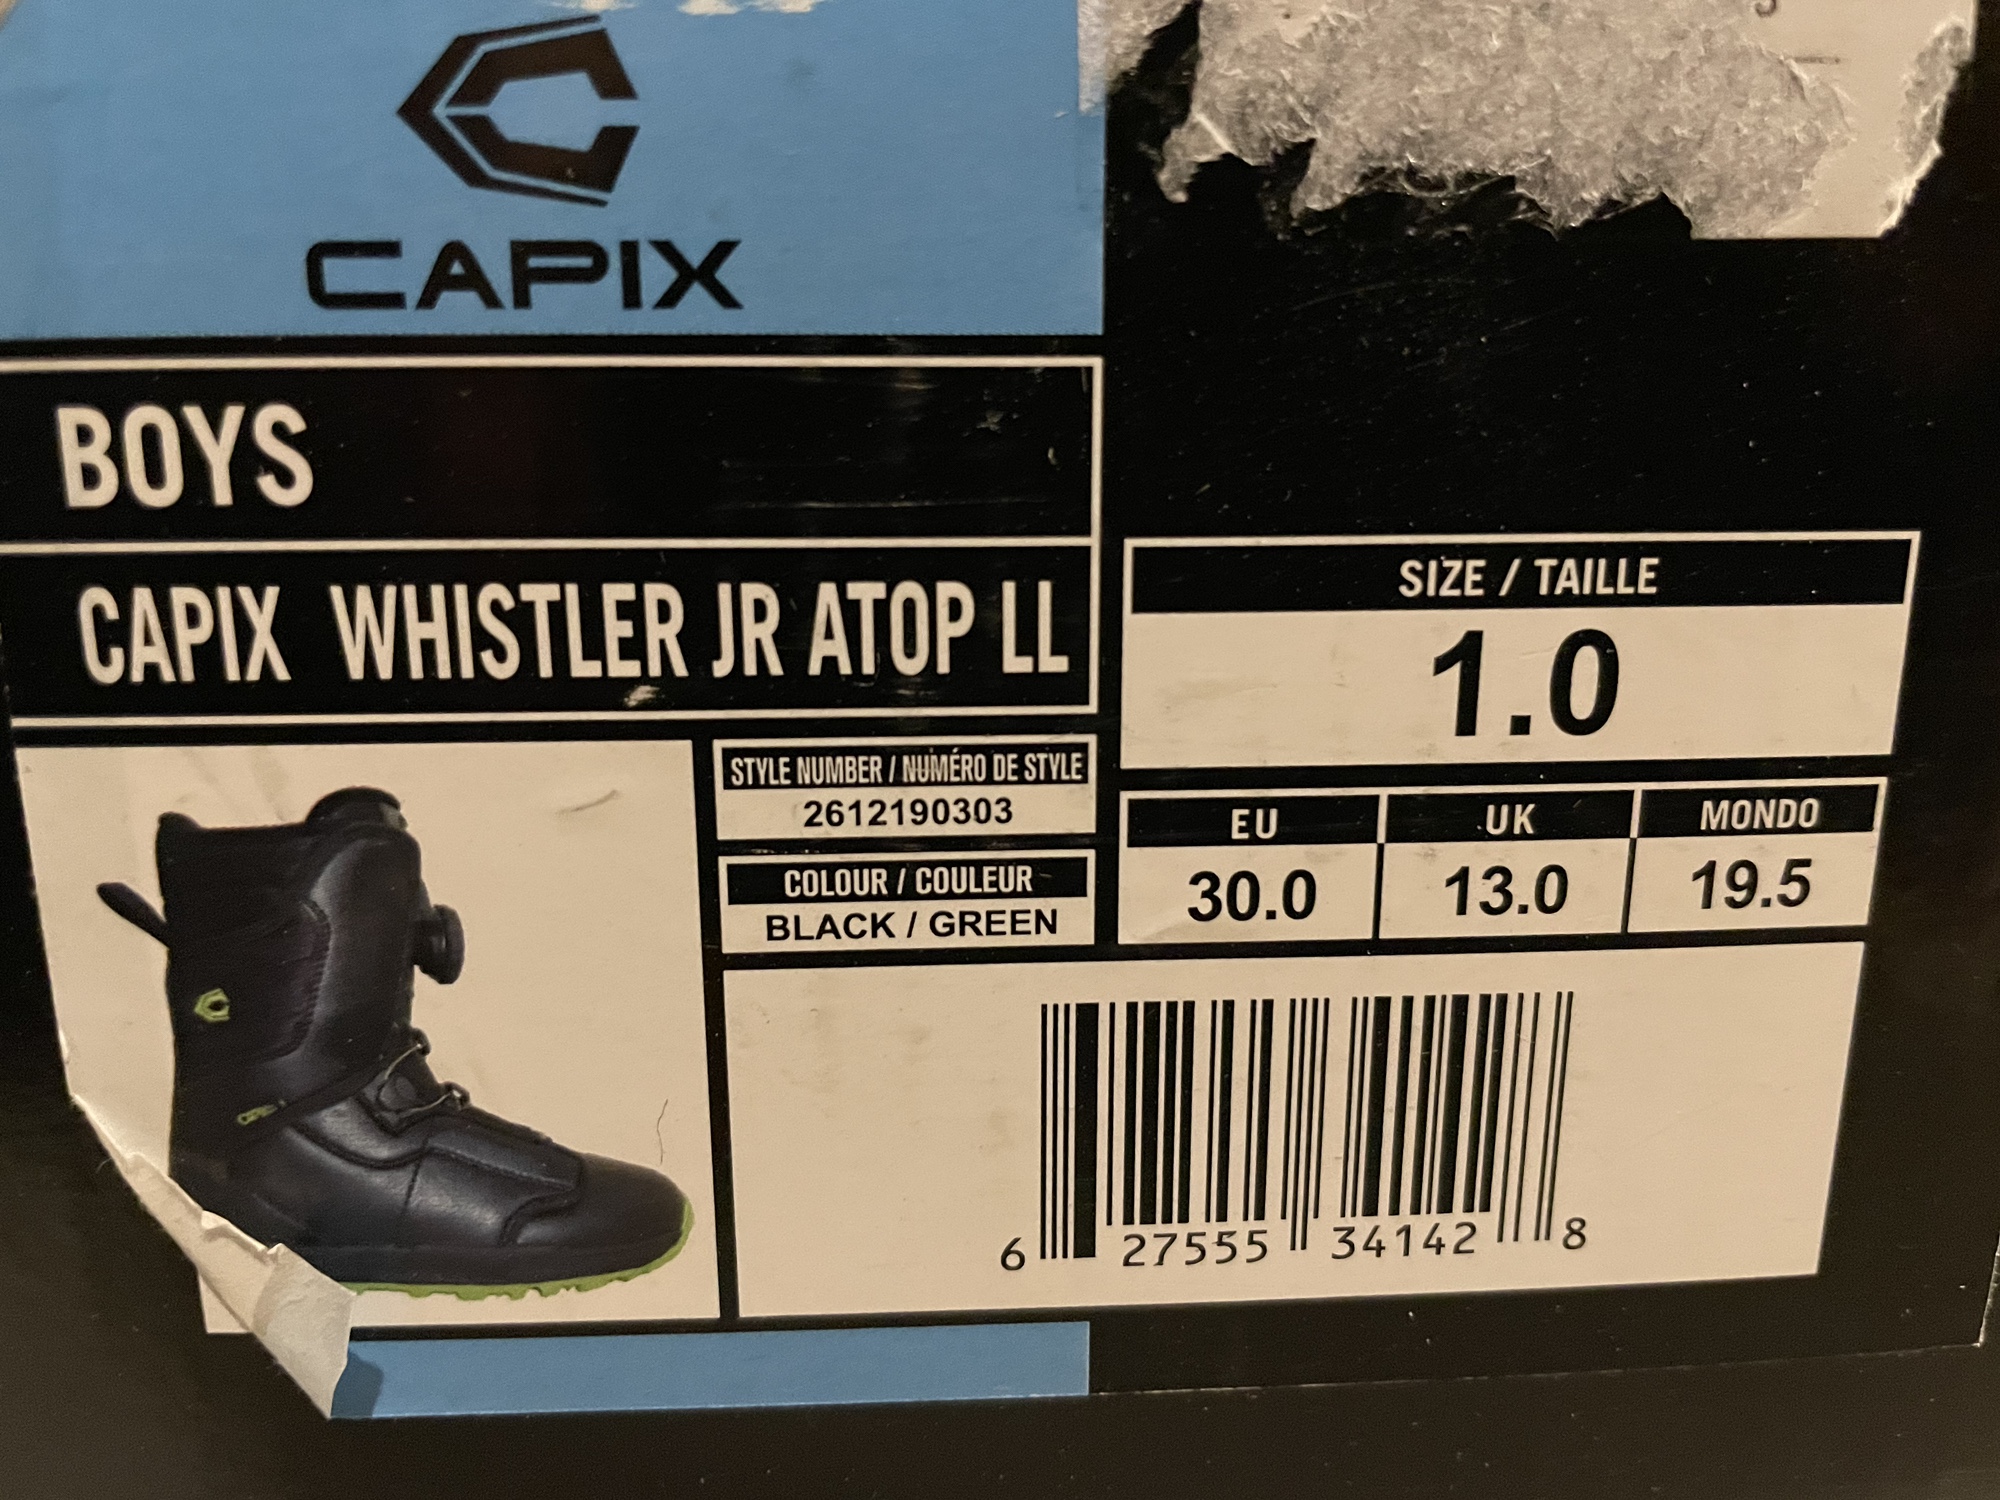 CAPIX
BOYS
CAPIX WHISTLER JR ATOP LL
STYLE NUMBER / NUMÉRO DE STYLE
2612190303
COLOUR / COULEUR
BLACK / GREEN
SIZE / TAILLE
1.0
EU UK MONDO
30.0 13.0 19.5
6 27555 34142 8